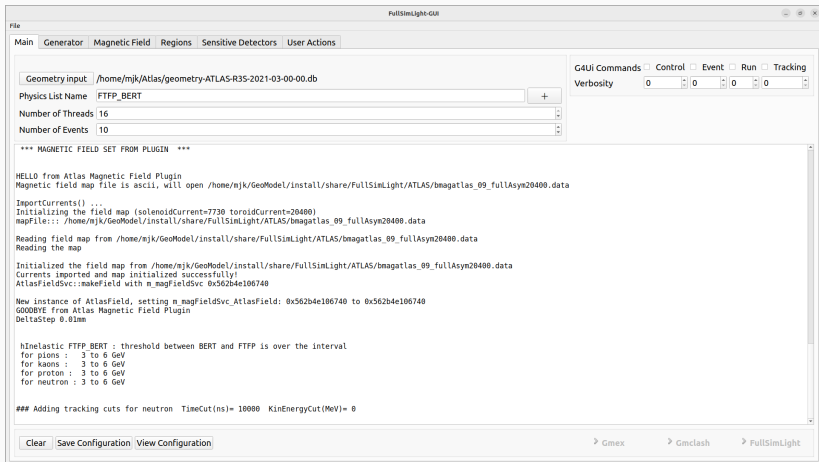 FullSimLight-GUI
File
Main Generator Magnetic Field Regions Sensitive Detectors User Actions
Geometry input /home/mjk/Atlas/geometry-ATLAS-R3S-2021-03-00-00.db
Physics List Name FTFP_BERT +
Number of Threads 16
Number of Events 10
G4Ui Commands Control Event Run Tracking
Verbosity 0 0 0 0
*** MAGNETIC FIELD SET FROM PLUGIN ***
HELLO from Atlas Magnetic Field Plugin
Magnetic field map file is ascii, will open /home/mjk/GeoModel/install/share/FullSimLight/ATLAS/bmagatlas_09_fullAsym20400.data
ImportCurrents() ...
Initializing the field map (solenoidCurrent=7730 toroidCurrent=20400)
mapFile::: /home/mjk/GeoModel/install/share/FullSimLight/ATLAS/bmagatlas_09_fullAsym20400.data
Reading field map from /home/mjk/GeoModel/install/share/FullSimLight/ATLAS/bmagatlas_09_fullAsym20400.data
Reading the map
Initialized the field map from /home/mjk/GeoModel/install/share/FullSimLight/ATLAS/bmagatlas_09_fullAsym20400.data
Currents imported and map initialized successfully!
AtlasFieldSvc::makeField with m_magFieldSvc 0x562b4e106740
New instance of AtlasField, setting m_magFieldSvc_AtlasField: 0x562b4e106740 to 0x562b4e106740
GOODBYE from Atlas Magnetic Field Plugin
DeltaStep 0.01mm
hInelastic FTFP_BERT : threshold between BERT and FTFP is over the interval
for pions : 3 to 6 GeV
for kaons : 3 to 6 GeV
for proton : 3 to 6 GeV
for neutron : 3 to 6 GeV
### Adding tracking cuts for neutron TimeCut(ns)= 10000 KinEnergyCut(MeV)= 0
Clear Save Configuration View Configuration Gmex Gmclash FullSimLight